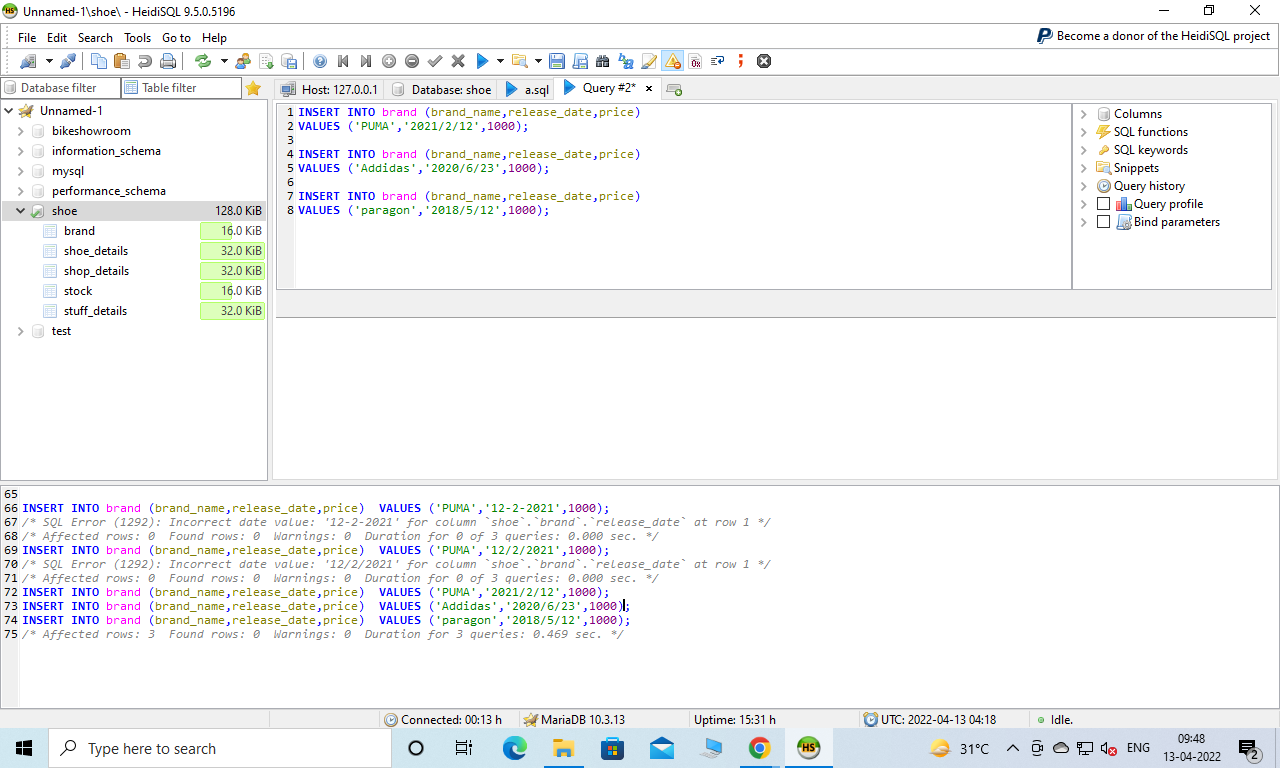 Unnamed-1\shoe\ - HeidiSQL 9.5.0.5196
File Edit Search Tools Go to Help
Become a donor of the HeidiSQL project
Database filter
Table filter
Host: 127.0.0.1
Database: shoe
a.sql
Query #2*
Unnamed-1
bikeshowroom
information_schema
mysql
performance_schema
shoe 128.0 KiB
brand 16.0 KiB
shoe_details 32.0 KiB
shop_details 32.0 KiB
stock 16.0 KiB
stuff_details 32.0 KiB
test
1 INSERT INTO brand (brand_name,release_date,price)
2 VALUES ('PUMA','2021/2/12',1000);
3
4 INSERT INTO brand (brand_name,release_date,price)
5 VALUES ('Addidas','2020/6/23',1000);
6
7 INSERT INTO brand (brand_name,release_date,price)
8 VALUES ('paragon','2018/5/12',1000);
Columns
SQL functions
SQL keywords
Snippets
Query history
Query profile
Bind parameters
65
66 INSERT INTO brand (brand_name,release_date,price)  VALUES ('PUMA','12-2-2021',1000);
67 /* SQL Error (1292): Incorrect date value: '12-2-2021' for column `shoe`.`brand`.`release_date` at row 1 */
68 /* Affected rows: 0  Found rows: 0  Warnings: 0  Duration for 0 of 3 queries: 0.000 sec. */
69 INSERT INTO brand (brand_name,release_date,price)  VALUES ('PUMA','12/2/2021',1000);
70 /* SQL Error (1292): Incorrect date value: '12/2/2021' for column `shoe`.`brand`.`release_date` at row 1 */
71 /* Affected rows: 0  Found rows: 0  Warnings: 0  Duration for 0 of 3 queries: 0.000 sec. */
72 INSERT INTO brand (brand_name,release_date,price)  VALUES ('PUMA','2021/2/12',1000);
73 INSERT INTO brand (brand_name,release_date,price)  VALUES ('Addidas','2020/6/23',1000);
74 INSERT INTO brand (brand_name,release_date,price)  VALUES ('paragon','2018/5/12',1000);
75 /* Affected rows: 3  Found rows: 0  Warnings: 0  Duration for 3 queries: 0.469 sec. */
Connected: 00:13 h
MariaDB 10.3.13
Uptime: 15:31 h
UTC: 2022-04-13 04:18
Idle.
Type here to search
HS
31°C
ENG
09:48
13-04-2022
2